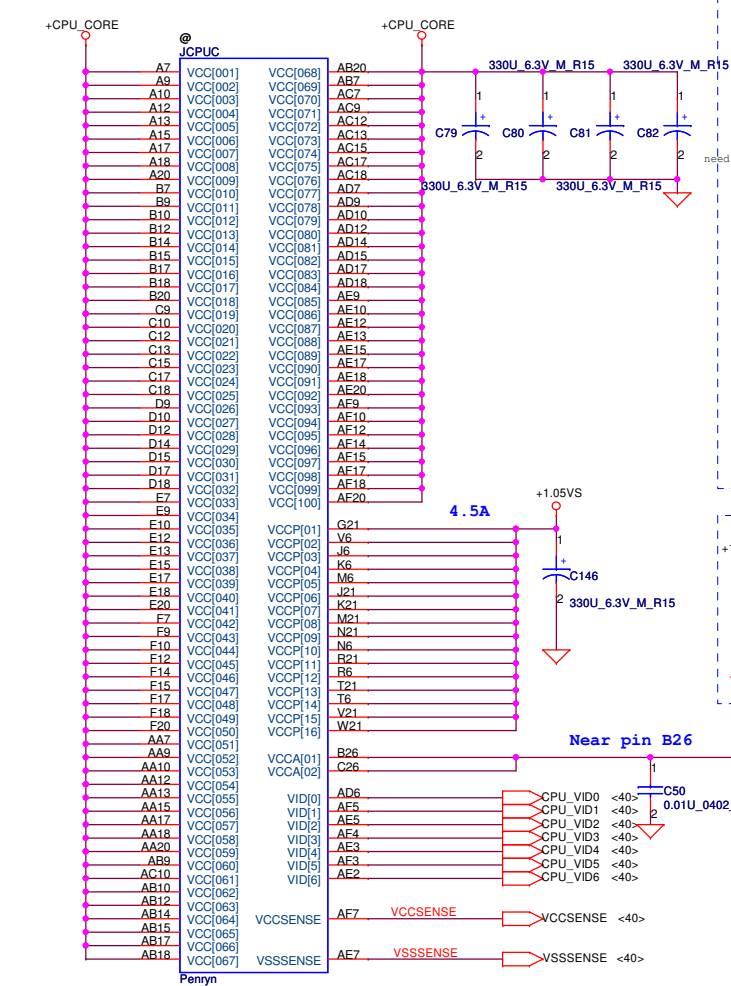 +CPU_CORE +CPU_CORE
@
JCPUC
A7 VCC[001] VCC[068] AB20 330U_6.3V_M_R15 330U_6.3V_M_R15
A9 VCC[002] VCC[069] AB7
A10 VCC[003] VCC[070] AC7 1 1 1 1
A12 VCC[004] VCC[071] AC9
A13 VCC[005] VCC[072] AC12 + + + +
A15 VCC[006] VCC[073] AC13 C79 C80 C81 C82
A17 VCC[007] VCC[074] AC15 2 2 2 2
A18 VCC[008] VCC[075] AC17 need
A20 VCC[009] VCC[076] AC18
B7 VCC[010] VCC[077] AD7 330U_6.3V_M_R15 330U_6.3V_M_R15
B9 VCC[011] VCC[078] AD9
B10 VCC[012] VCC[079] AD10
B12 VCC[013] VCC[080] AD12
B14 VCC[014] VCC[081] AD14
B15 VCC[015] VCC[082] AD15
B17 VCC[016] VCC[083] AD17
B18 VCC[017] VCC[084] AD18
B20 VCC[018] VCC[085] AE9
C9 VCC[019] VCC[086] AE10
C10 VCC[020] VCC[087] AE12
C12 VCC[021] VCC[088] AE13
C13 VCC[022] VCC[089] AE15
C15 VCC[023] VCC[090] AE17
C17 VCC[024] VCC[091] AE18
C18 VCC[025] VCC[092] AE20
D9 VCC[026] VCC[093] AF9
D10 VCC[027] VCC[094] AF10
D12 VCC[028] VCC[095] AF12
D14 VCC[029] VCC[096] AF14
D15 VCC[030] VCC[097] AF15
D17 VCC[031] VCC[098] AF17
D18 VCC[032] VCC[099] AF18
E7 VCC[033] VCC[100] AF20 +1.05VS
E9 VCC[034] 4.5A
E10 VCC[035] VCCP[01] G21
E12 VCC[036] VCCP[02] V6 1
E13 VCC[037] VCCP[03] J6 +
E15 VCC[038] VCCP[04] K6
E17 VCC[039] VCCP[05] M6 C146
E18 VCC[040] VCCP[06] J21 2
E20 VCC[041] VCCP[07] K21 330U_6.3V_M_R15
F7 VCC[042] VCCP[08] M21
F9 VCC[043] VCCP[09] N21
F10 VCC[044] VCCP[10] N6
F12 VCC[045] VCCP[11] R21
F14 VCC[046] VCCP[12] R6
F15 VCC[047] VCCP[13] T21
F17 VCC[048] VCCP[14] T6
F18 VCC[049] VCCP[15] V21
F20 VCC[050] VCCP[16] W21
AA7 VCC[051] Near pin B26
AA9 VCC[052] VCCA[01] B26
AA10 VCC[053] VCCA[02] C26 1
AA12 VCC[054]
AA13 VCC[055] VID[0] AD6 CPU_VID0 <40> C50
AA15 VCC[056] VID[1] AF5 CPU_VID1 <40> 0.01U_0402_
AA17 VCC[057] VID[2] AE5 CPU_VID2 <40> 2
AA18 VCC[058] VID[3] AF4 CPU_VID3 <40>
AA20 VCC[059] VID[4] AE3 CPU_VID4 <40>
AB9 VCC[060] VID[5] AF3 CPU_VID5 <40>
AC10 VCC[061] VID[6] AE2 CPU_VID6 <40>
AB10 VCC[062]
AB12 VCC[063]
AB14 VCC[064] VCCSENSE AF7 VCCSENSE VCCSENSE <40>
AB15 VCC[065]
AB17 VCC[066]
AB18 VCC[067] VSSSENSE AE7 VSSSENSE VSSSENSE <40>
Penryn